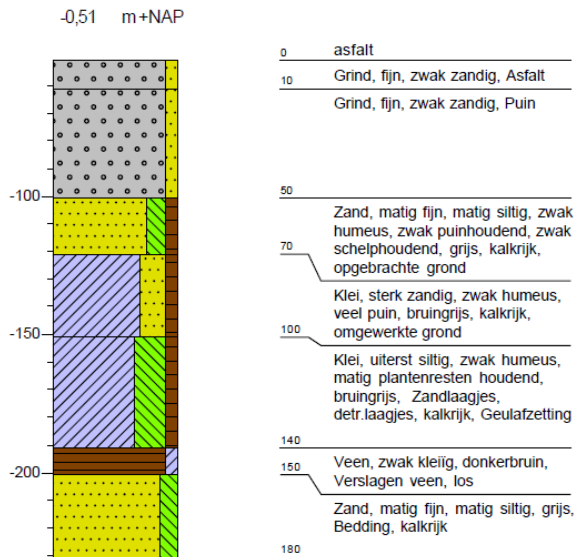 -0,51 m+NAP
0 asfalt
10 Grind, fijn, zwak zandig, Asfalt
Grind, fijn, zwak zandig, Puin
-100
50
Zand, matig fijn, matig siltig, zwak
humeus, zwak puinhoudend, zwak
schelphoudend, grijs, kalkrijk,
opgebrachte grond
70
Klei, sterk zandig, zwak humeus,
veel puin, bruingrijs, kalkrijk,
omgewerkte grond
-150
100
Klei, uiterst siltig, zwak humeus,
matig plantenresten houdend,
bruingrijs, Zandlaagjes,
detr.laagjes, kalkrijk, Geulafzetting
140
Veen, zwak kleiïg, donkerbruin,
Verslagen veen, los
-200
150
Zand, matig fijn, matig siltig, grijs,
Bedding, kalkrijk
180